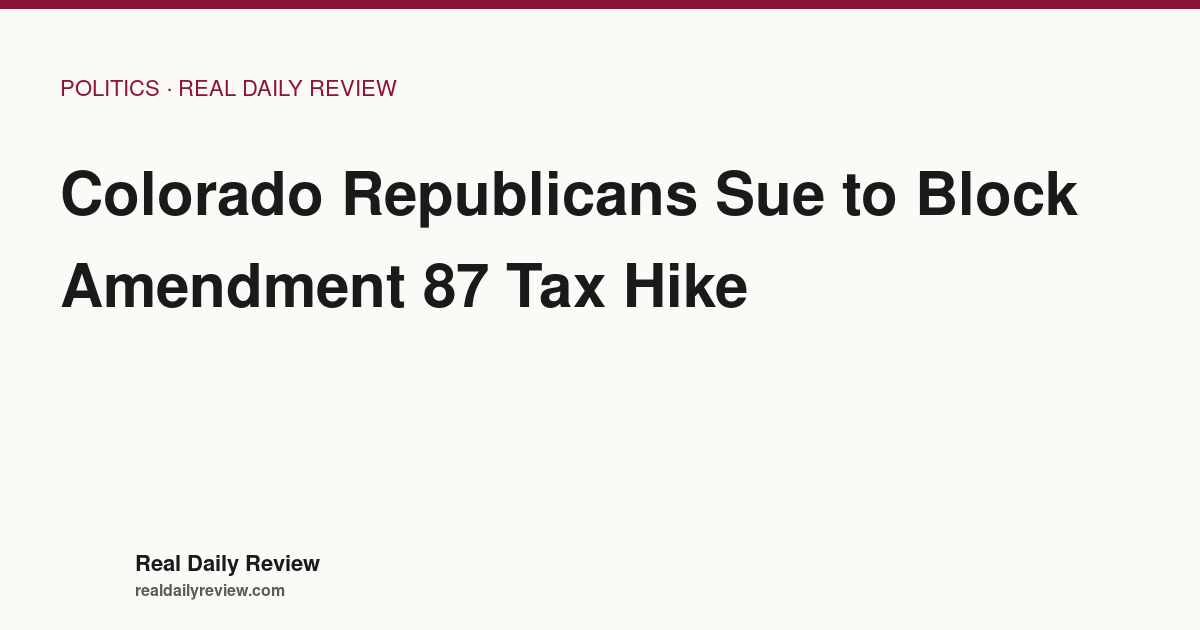 POLITICS · REAL DAILY REVIEW
Colorado Republicans Sue to Block
Amendment 87 Tax Hike
Real Daily Review
realdailyreview.com